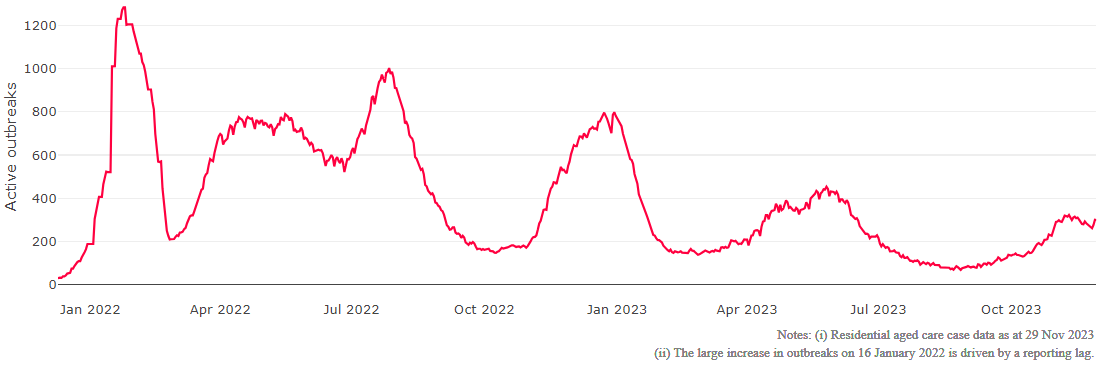 Active outbreaks
1200
1000
800
600
400
200
0
Jan 2022 Apr 2022 Jul 2022 Oct 2022 Jan 2023 Apr 2023 Jul 2023 Oct 2023
Notes: (i) Residential aged care case data as at 29 Nov 2023
(ii) The large increase in outbreaks on 16 January 2022 is driven by a reporting lag.